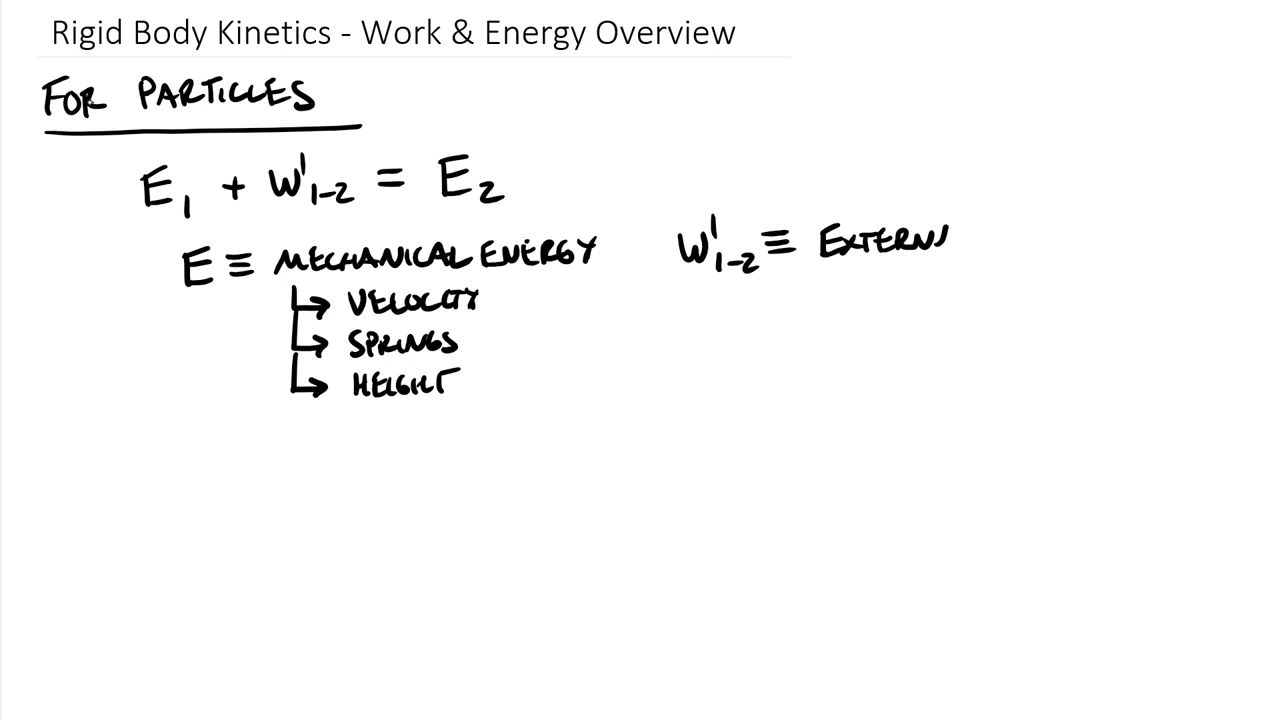 Rigid Body Kinetics - Work & Energy Overview
FOR PARTICLES
E₁ + W'₁₋₂ = E₂
E ≡ MECHANICAL ENERGY
W'₁₋₂ ≡ EXTERN
↳ VELOCITY
↳ SPRINGS
↳ HEIGHT